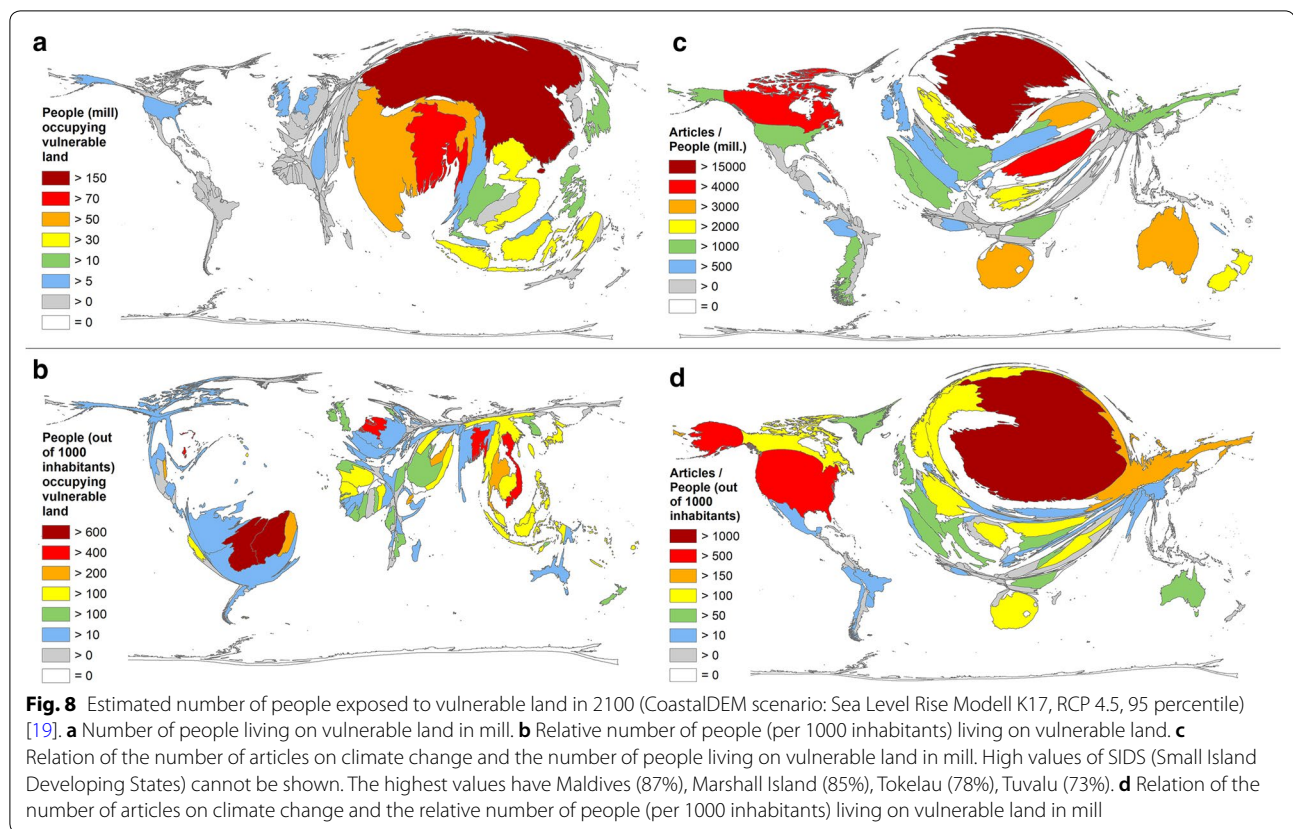 a
People (mill)
occupying
vulnerable
land
> 150
> 70
> 50
> 30
> 10
> 5
> 0
= 0
c
Articles /
People (mill.)
> 15000
> 4000
> 3000
> 2000
> 1000
> 500
> 0
= 0
b
People (out
of 1000
inhabitants)
occupying
vulnerable
land
> 600
> 400
> 200
> 100
> 100
> 10
> 0
= 0
d
Articles /
People (out
of 1000
inhabitants)
> 1000
> 500
> 150
> 100
> 50
> 10
> 0
= 0
Fig. 8 Estimated number of people exposed to vulnerable land in 2100 (CoastalDEM scenario: Sea Level Rise Modell K17, RCP 4.5, 95 percentile)
[19]. a Number of people living on vulnerable land in mill. b Relative number of people (per 1000 inhabitants) living on vulnerable land. c
Relation of the number of articles on climate change and the number of people living on vulnerable land in mill. High values of SIDS (Small Island
Developing States) cannot be shown. The highest values have Maldives (87%), Marshall Island (85%), Tokelau (78%), Tuvalu (73%). d Relation of the
number of articles on climate change and the relative number of people (per 1000 inhabitants) living on vulnerable land in mill